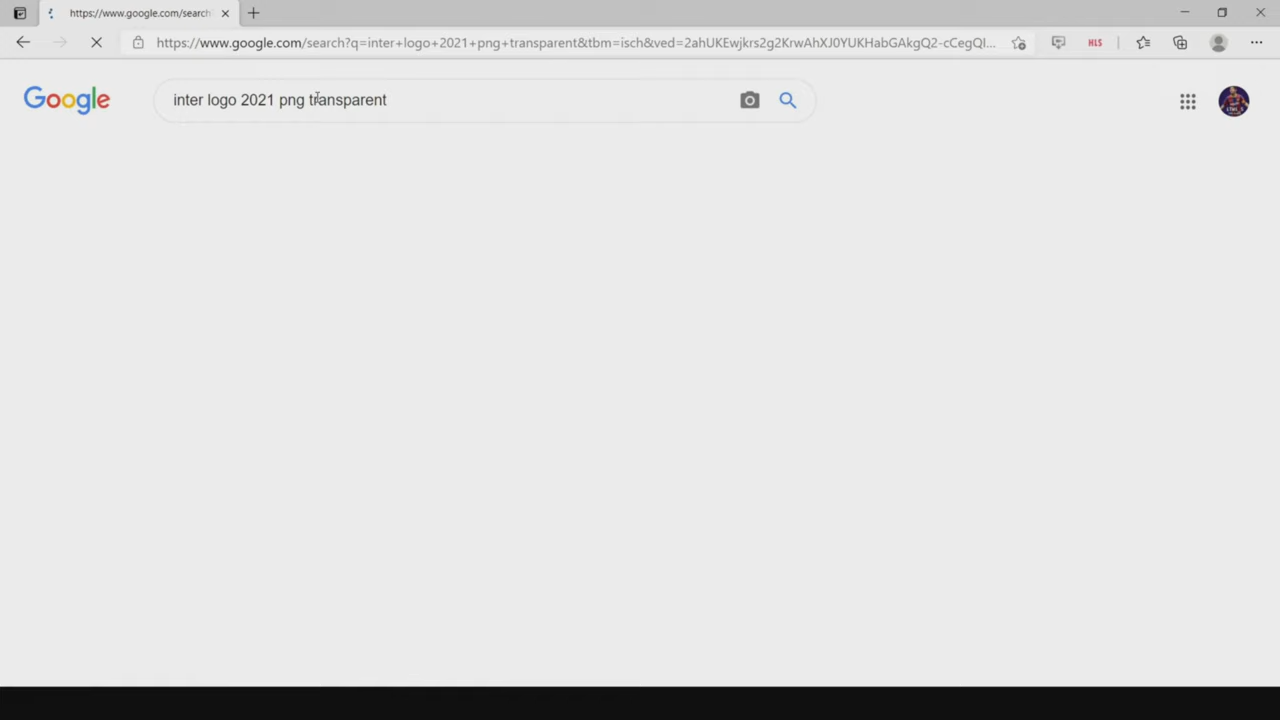 https://www.google.com/search
https://www.google.com/search?q=inter+logo+2021+png+transparent&tbm=isch&ved=2ahUKEwjkrs2g2KrwAhXJ0YUKHabGAkgQ2-cCegQI...
HLS
Google
inter logo 2021 png transparent